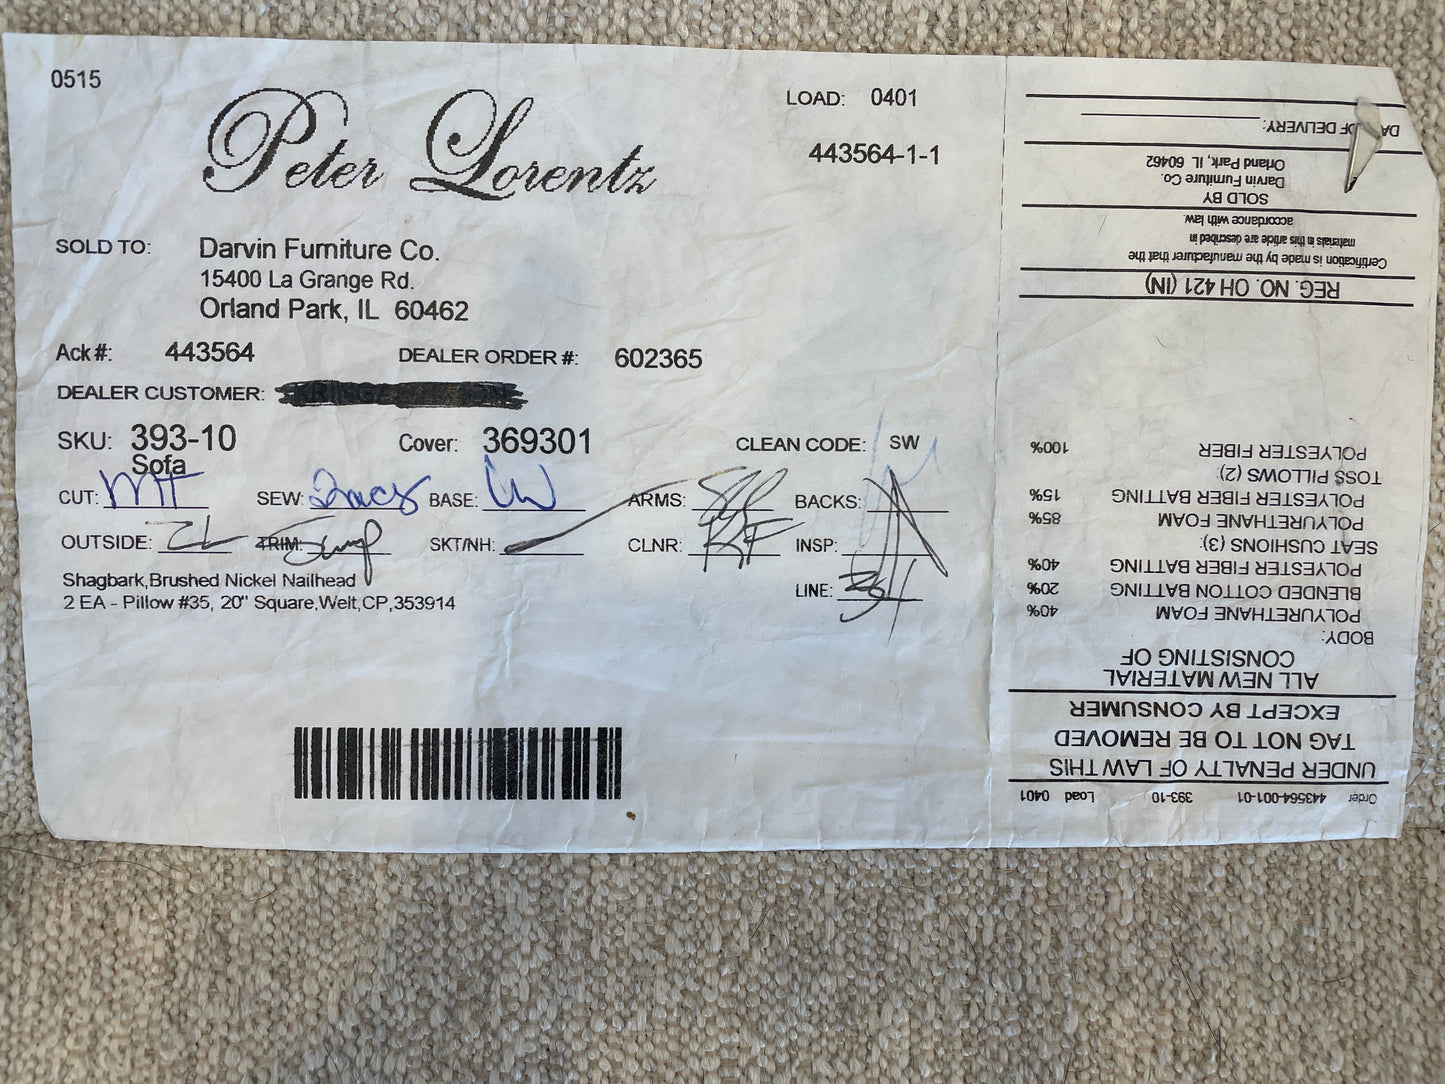 0515
Peter Lorentz
LOAD: 0401
443564-1-1
SOLD TO: Darvin Furniture Co.
15400 La Grange Rd.
Orland Park, IL 60462
Ack #: 443564 DEALER ORDER #: 602365
DEALER CUSTOMER:
SKU: 393-10 Cover: 369301 CLEAN CODE: SW
Sofa
CUT: MT SEW: Tracy BASE: CW ARMS: BACKS:
OUTSIDE: ZL TRIM: SKT/NH: CLNR: KF INSP:
Shagbark,Brushed Nickel Nailhead LINE:
2 EA - Pillow #35, 20" Square,Welt,CP,353914
Order 443564-001-01 393-10 Load 0401
UNDER PENALTY OF LAW THIS
TAG NOT TO BE REMOVED
EXCEPT BY CONSUMER
ALL NEW MATERIAL
CONSISTING OF
BODY:
POLYURETHANE FOAM 40%
BLENDED COTTON BATTING 20%
POLYESTER FIBER BATTING 40%
SEAT CUSHIONS (3):
POLYURETHANE FOAM 85%
POLYESTER FIBER BATTING 15%
TOSS PILLOWS (2):
POLYESTER FIBER 100%
REG. NO. OH 421 (IN)
Certification is made by the manufacturer that the
materials in this article are described in
accordance with law.
SOLD BY
Darvin Furniture Co.
Orland Park, IL 60462
DA OF DELIVERY: